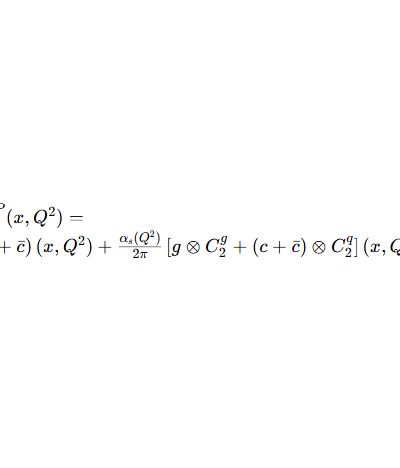 (x, Q²) =
+ c̄) (x, Q²) + αₛ(Q²)/2π [g ⊗ C₂^g + (c + c̄) ⊗ C₂^q] (x,